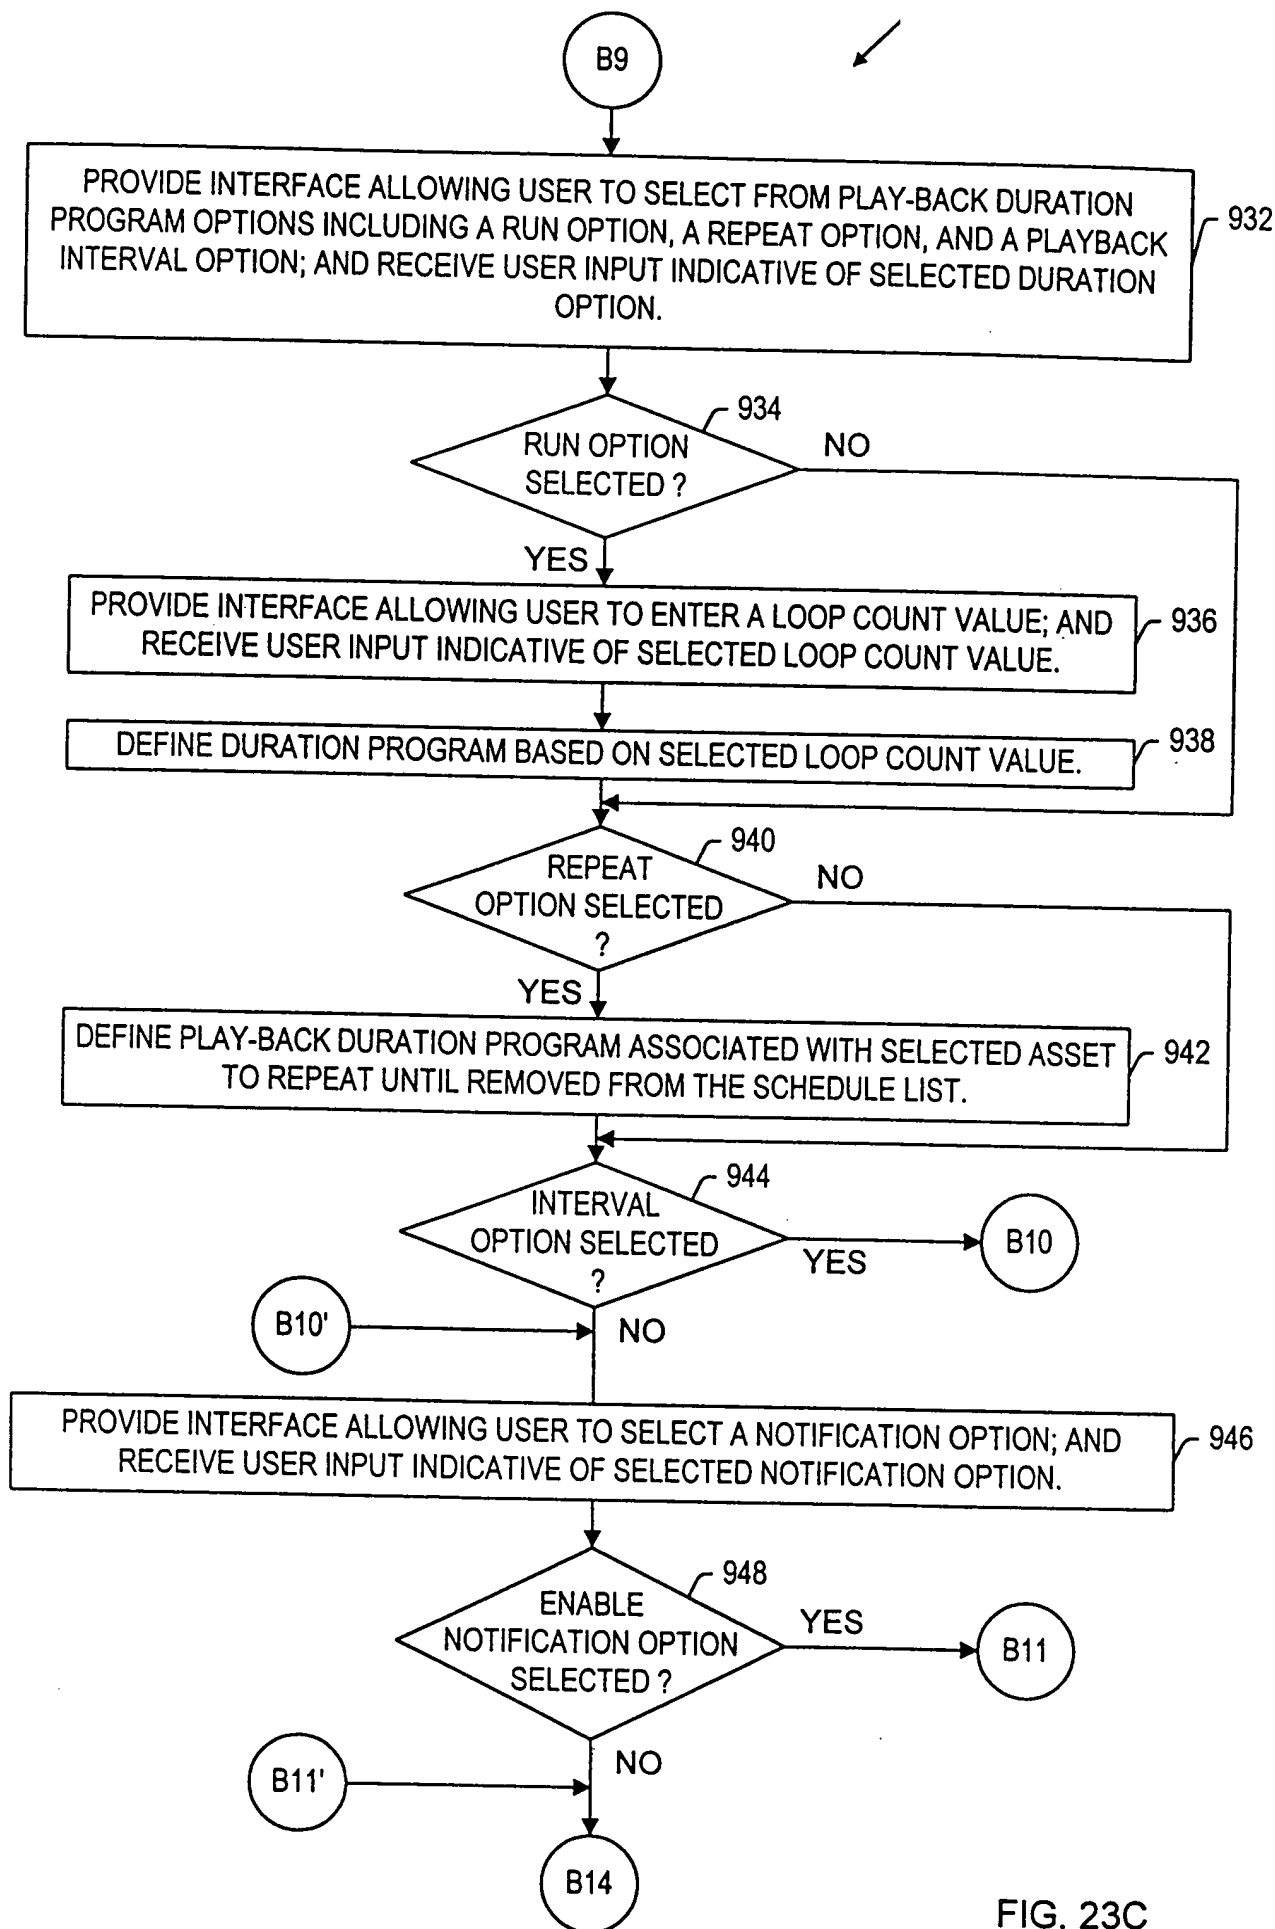 B9
PROVIDE INTERFACE ALLOWING USER TO SELECT FROM PLAY-BACK DURATION
PROGRAM OPTIONS INCLUDING A RUN OPTION, A REPEAT OPTION, AND A PLAYBACK
INTERVAL OPTION; AND RECEIVE USER INPUT INDICATIVE OF SELECTED DURATION
OPTION.
932
934
RUN OPTION
SELECTED ?
NO
YES
PROVIDE INTERFACE ALLOWING USER TO ENTER A LOOP COUNT VALUE; AND
RECEIVE USER INPUT INDICATIVE OF SELECTED LOOP COUNT VALUE.
936
DEFINE DURATION PROGRAM BASED ON SELECTED LOOP COUNT VALUE.
938
940
REPEAT
OPTION SELECTED
?
NO
YES
DEFINE PLAY-BACK DURATION PROGRAM ASSOCIATED WITH SELECTED ASSET
TO REPEAT UNTIL REMOVED FROM THE SCHEDULE LIST.
942
944
INTERVAL
OPTION SELECTED
?
YES
B10
B10'
NO
PROVIDE INTERFACE ALLOWING USER TO SELECT A NOTIFICATION OPTION; AND
RECEIVE USER INPUT INDICATIVE OF SELECTED NOTIFICATION OPTION.
946
948
ENABLE
NOTIFICATION OPTION
SELECTED ?
YES
B11
B11'
NO
B14
FIG. 23C